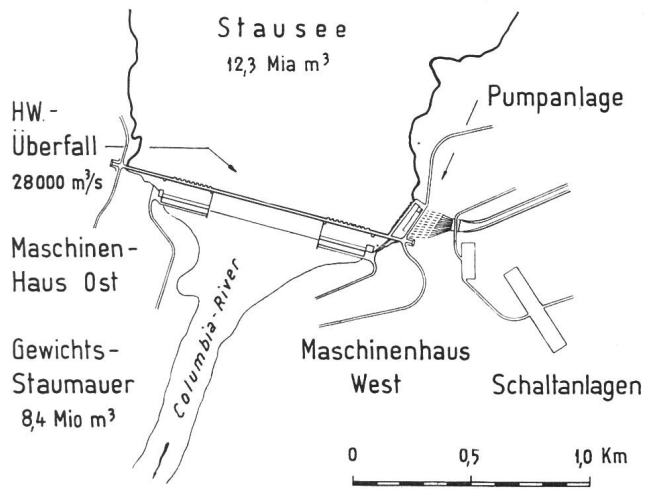 Stausee
12,3 Mia m³
HW.-
Überfall
28000 m³/s
Pumpanlage
Maschinen-
Haus Ost
Columbia-River
Gewichts-
Staumauer
8,4 Mio m³
Maschinenhaus
West
Schaltanlagen
0 0,5 1,0 Km